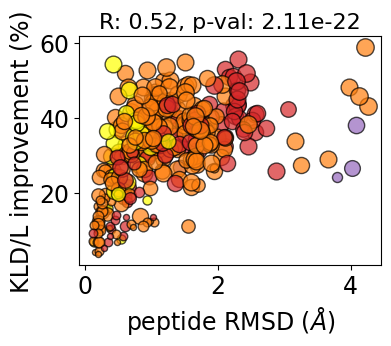 R: 0.52, p-val: 2.11e-22
KLD/L improvement (%)
60
40
20
0
2
4
peptide RMSD (Å)